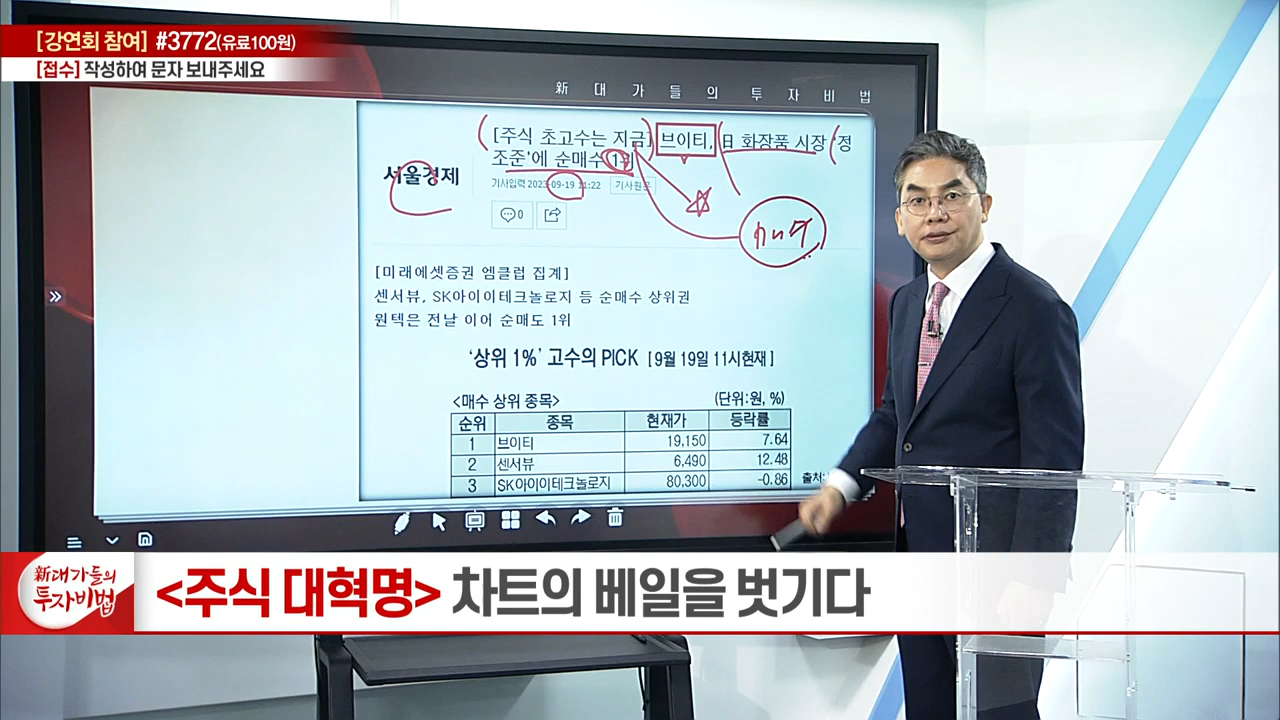 [강연회 참여] #3772(유료100원)
[접수] 작성하여 문자 보내주세요
新 대가들의 투자비법
[주식 초고수는 지금] 브이티, 日 화장품 시장 '정
조준'에 순매수 1위
서울경제
기사입력 2023-09-19 11:22 기사원문
0
[미래에셋증권 엠클럽 집계]
센서뷰, SK아이이테크놀로지 등 순매수 상위권
원텍은 전날 이어 순매도 1위
'상위 1%' 고수의 PICK [9월 19일 11시현재]
<매수 상위 종목> (단위:원, %)
순위 종목 현재가 등락률
1 브이티 19,150 7.64
2 센서뷰 6,490 12.48
3 SK아이이테크놀로지 80,300 -0.86
출처:
新대가들의
투자비법
<주식 대혁명> 차트의 베일을 벗기다